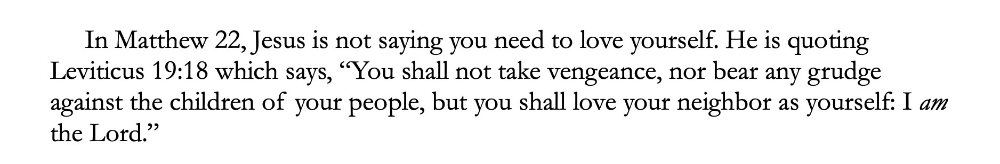 In Matthew 22, Jesus is not saying you need to love yourself. He is quoting
Leviticus 19:18 which says, “You shall not take vengeance, nor bear any grudge
against the children of your people, but you shall love your neighbor as yourself: I am
the Lord.”